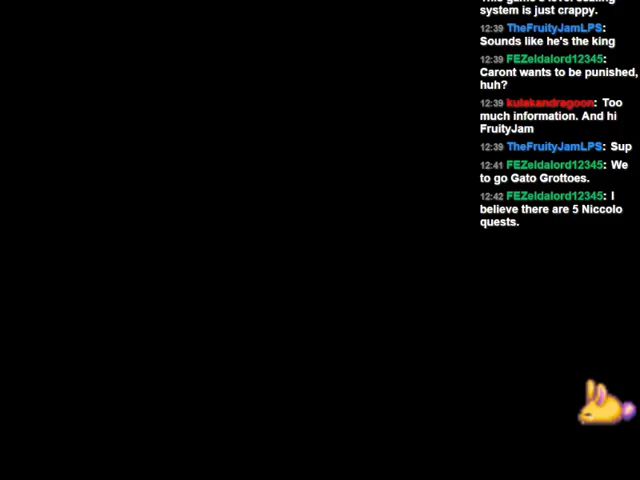 system is just crappy.
12:39 TheFruityJamLPS:
Sounds like he's the king
12:39 FEZeldalord12345:
Caront wants to be punished,
huh?
12:39 kulskandragoon: Too
much information. And hi
FruityJam
12:39 TheFruityJamLPS: Sup
12:41 FEZeldalord12345: We
to go Gato Grottoes.
12:42 FEZeldalord12345: I
believe there are 5 Niccolo
quests.